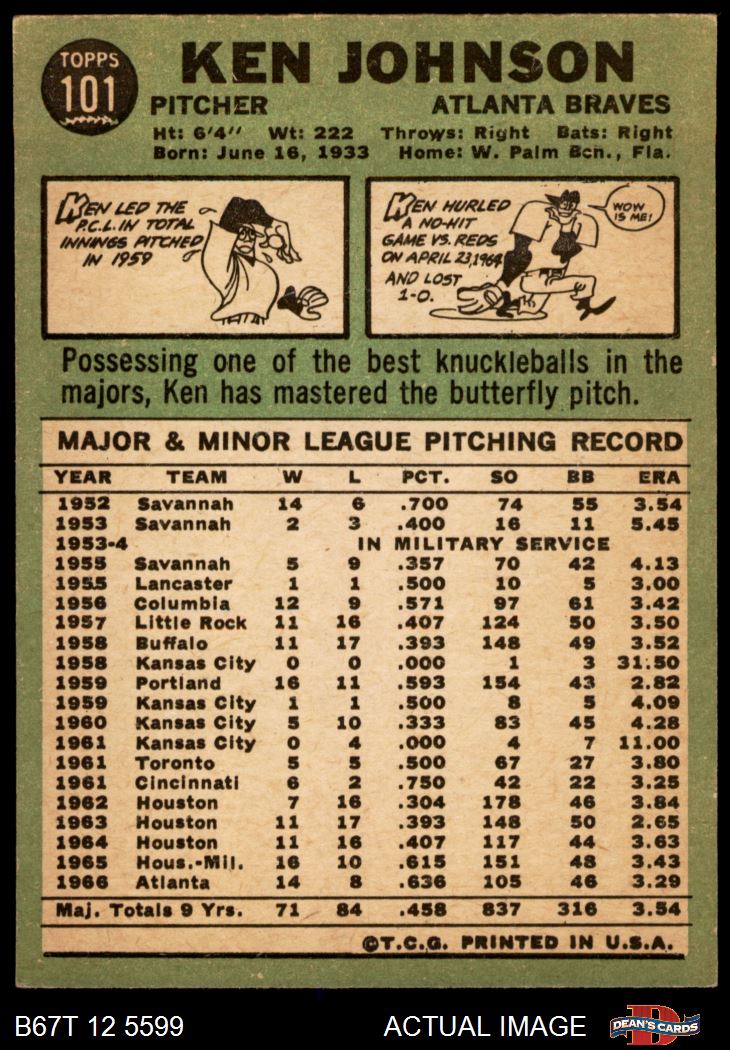 TOPPS
101
KEN JOHNSON
PITCHER ATLANTA BRAVES
Ht: 6'4" Wt: 222 Throws: Right Bats: Right
Born: June 16, 1933 Home: W. Palm Bcn., Fla.
KEN LED THE
P.C.L. IN TOTAL
INNINGS PITCHED
IN 1959
KEN HURLED
A NO-HIT
GAME VS. REDS
ON APRIL 23, 1964
AND LOST
1-0.
WOW
IS ME!
Possessing one of the best knuckleballs in the
majors, Ken has mastered the butterfly pitch.
MAJOR & MINOR LEAGUE PITCHING RECORD
YEAR TEAM W L PCT. SO BB ERA
1952 Savannah 14 6 .700 74 55 3.54
1953 Savannah 2 3 .400 16 11 5.45
1953-4 IN MILITARY SERVICE
1955 Savannah 5 9 .357 70 42 4.13
1955 Lancaster 1 1 .500 10 5 3.00
1956 Columbia 12 9 .571 97 61 3.42
1957 Little Rock 11 16 .407 124 50 3.50
1958 Buffalo 11 17 .393 148 49 3.52
1958 Kansas City 0 0 .000 1 3 31.50
1959 Portland 16 11 .593 154 43 2.82
1959 Kansas City 1 1 .500 8 5 4.09
1960 Kansas City 5 10 .333 83 45 4.28
1961 Kansas City 0 4 .000 4 7 11.00
1961 Toronto 5 5 .500 67 27 3.80
1961 Cincinnati 6 2 .750 42 22 3.25
1962 Houston 7 16 .304 178 46 3.84
1963 Houston 11 17 .393 148 50 2.65
1964 Houston 11 16 .407 117 44 3.63
1965 Hous.-Mil. 16 10 .615 151 48 3.43
1966 Atlanta 14 8 .636 105 46 3.29
Maj. Totals 9 Yrs. 71 84 .458 837 316 3.54
©T.C.G. PRINTED IN U.S.A.
B67T 12 5599 ACTUAL IMAGE
D
DEAN'S CARDS